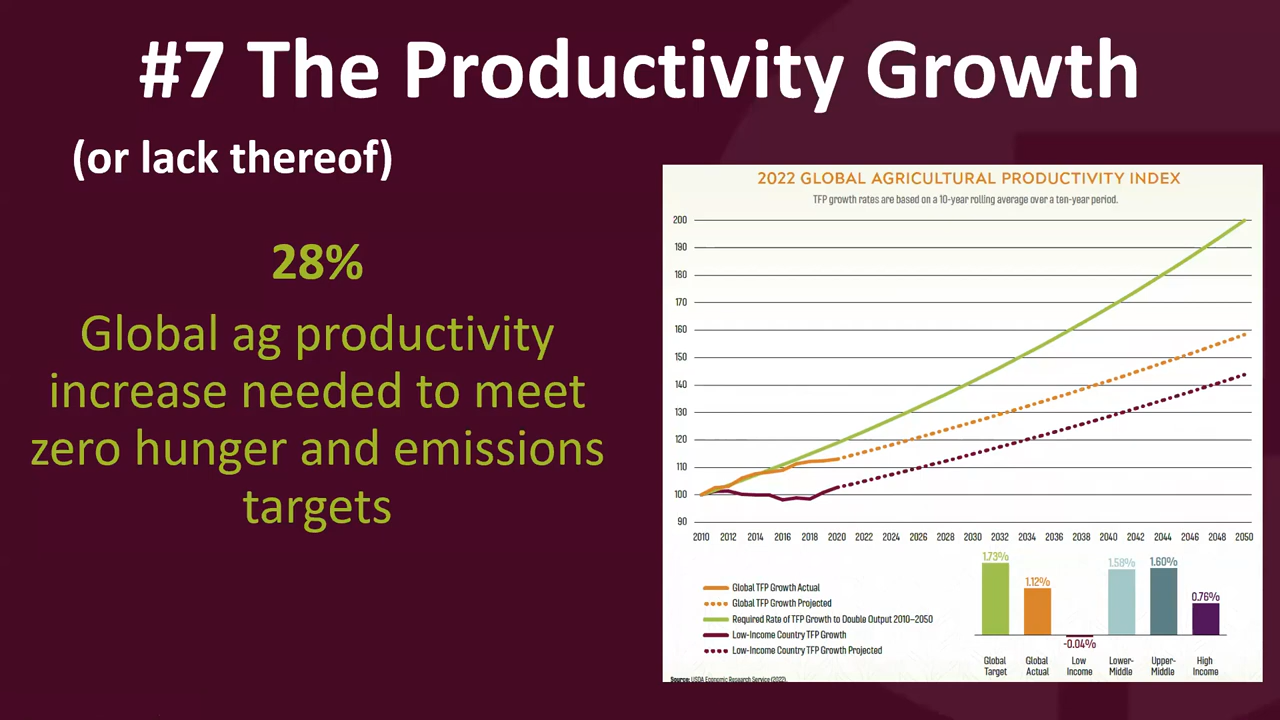 #7 The Productivity Growth
(or lack thereof)
28%
Global ag productivity
increase needed to meet
zero hunger and emissions
targets
2022 GLOBAL AGRICULTURAL PRODUCTIVITY INDEX
TFP growth rates are based on a 10-year rolling average over a ten-year period.
200
190
180
170
160
150
140
130
120
110
100
90
2010 2012 2014 2016 2018 2020 2022 2024 2026 2028 2030 2032 2034 2036 2038 2040 2042 2044 2046 2048 2050
Global TFP Growth Actual
Global TFP Growth Projected
Required Rate of TFP Growth to Double Output 2010–2050
Low-Income Country TFP Growth
Low-Income Country TFP Growth Projected
1.73% 1.12% -0.04% 1.58% 1.60% 0.76%
Global Global Low Lower- Upper- High
Target Actual Income Middle Middle Income
Source: USDA Economic Research Service (2022).